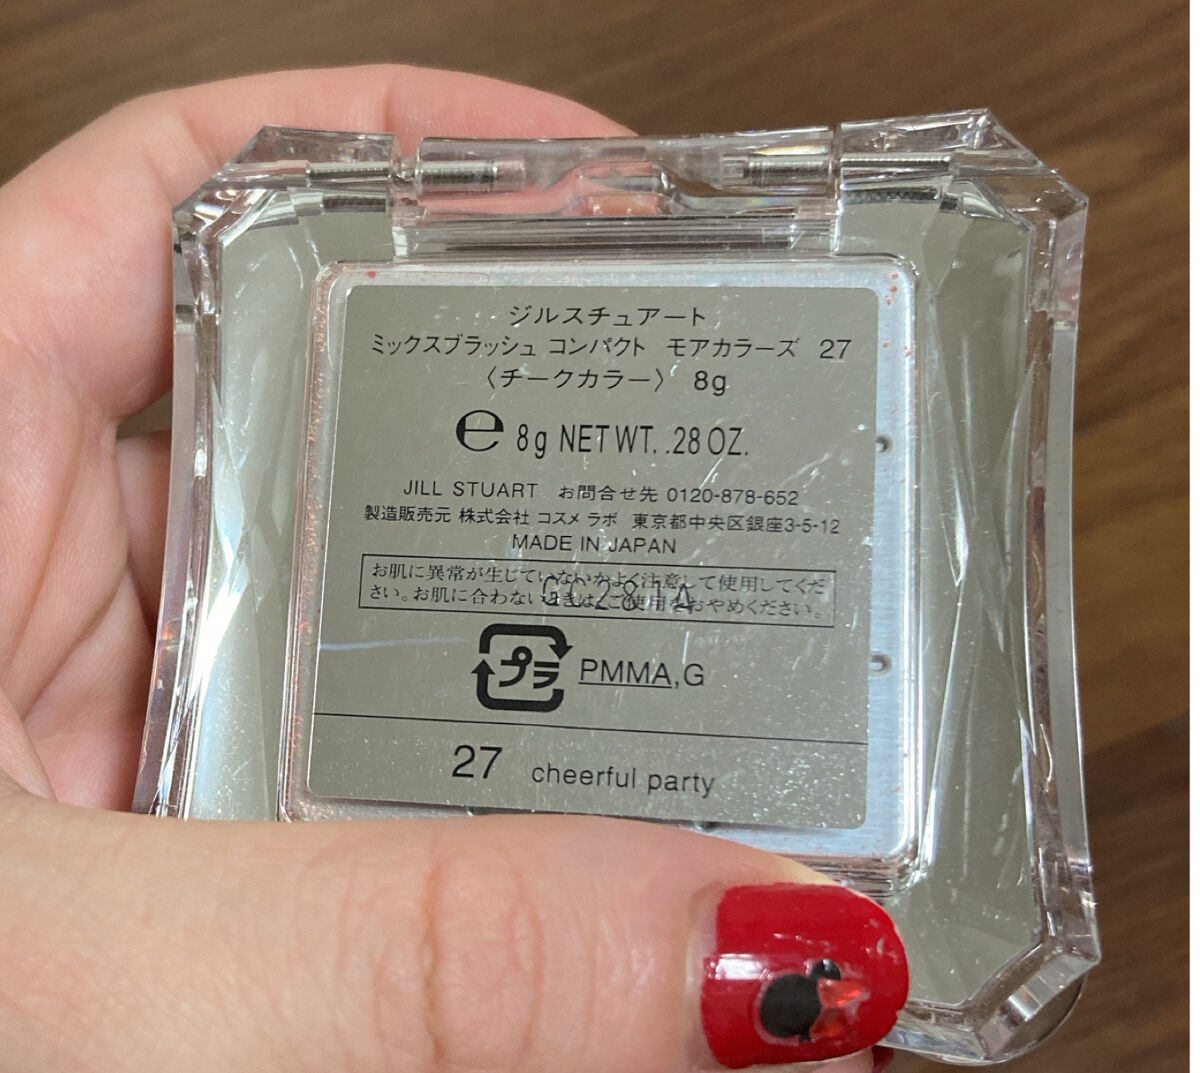 ジルスチュアート
ミックスブラッシュ コンパクト モアカラーズ 27
〈チークカラー〉 8g
℮ 8g NET WT. .28 OZ.
JILL STUART お問合せ先 0120-878-652
製造販売元 株式会社 コスメ ラボ 東京都中央区銀座3-5-12
MADE IN JAPAN
お肌に異常が生じていないかよく注意して使用してくだ
さい。お肌に合わないときは、ご使用をおやめください。
プラ PMMA,G
27 cheerful party